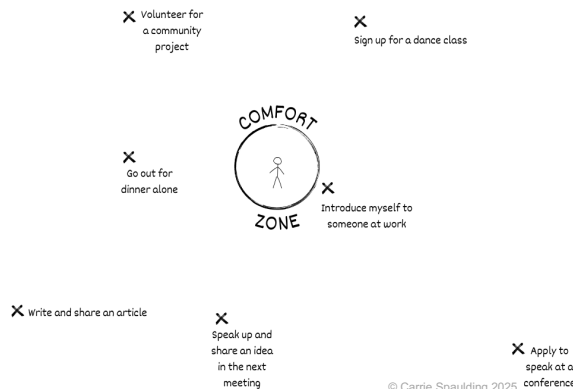 Volunteer for
a community
project
Sign up for a dance class
COMFORT
ZONE
Go out for
dinner alone
Introduce myself to
someone at work
Write and share an article
Speak up and
share an idea
in the next
meeting
Apply to
speak at a
conference
© Carrie Spaulding 2025